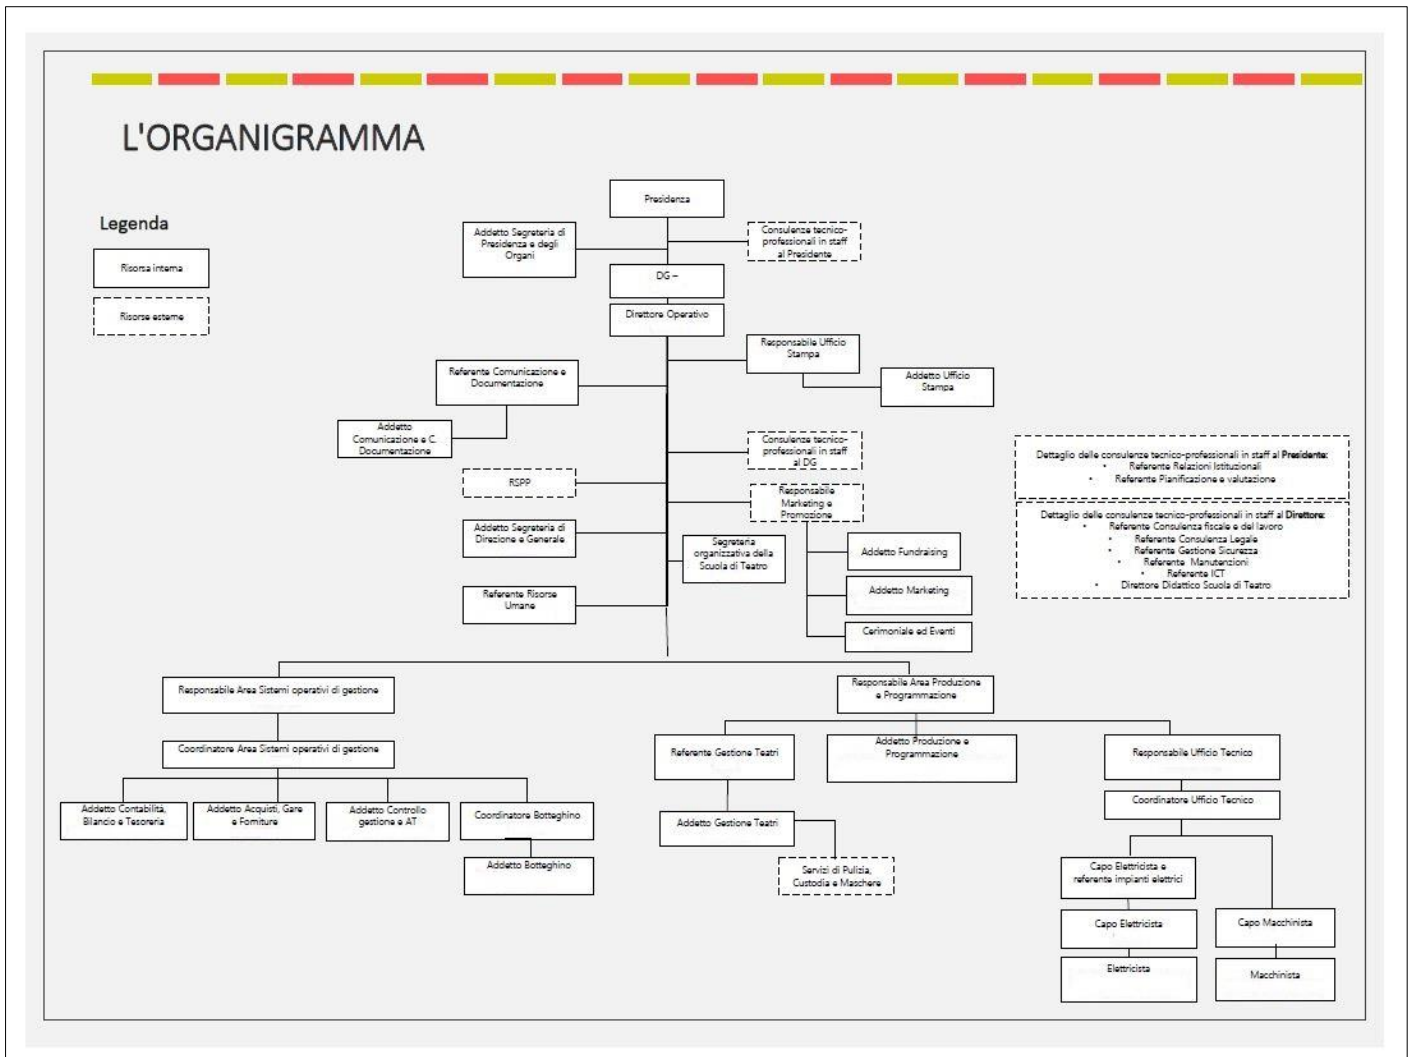 L'ORGANIGRAMMA
Legenda
Risorsa interna
Risorse esterne
Presidenza
Addetto Segreteria di
Presidenza e degli
Organi
Consulenze tecnico-
professionali in staff
al Presidente
DG –
Direttore Operativo
Responsabile Ufficio
Stampa
Addetto Ufficio
Stampa
Referente Comunicazione e
Documentazione
Addetto
Comunicazione e C.
Documentazione
Consulenze tecnico-
professionali in staff
al DG
RSPP
Responsabile
Marketing e
Promozione
Addetto Segreteria di
Direzione e Generale
Segreteria
organizzativa della
Scuola di Teatro
Addetto Fundraising
Addetto Marketing
Cerimoniale ed Eventi
Referente Risorse
Umane
Dettaglio delle consulenze tecnico-professionali in staff al Presidente:
• Referente Relazioni Istituzionali
• Referente Pianificazione e valutazione
Dettaglio delle consulenze tecnico-professionali in staff al Direttore:
• Referente Consulenza fiscale e del lavoro
• Referente Consulenza Legale
• Referente Gestione Sicurezza
• Referente Manutenzioni
• Referente ICT
• Direttore Didattico Scuola di Teatro
Responsabile Area Sistemi operativi di gestione
Coordinatore Area Sistemi operativi di gestione
Addetto Contabilità,
Bilancio e Tesoreria
Addetto Acquisti, Gare
e Forniture
Addetto Controllo
gestione e AT
Coordinatore Botteghino
Addetto Botteghino
Responsabile Area Produzione
e Programmazione
Referente Gestione Teatri
Addetto Produzione e
Programmazione
Responsabile Ufficio Tecnico
Addetto Gestione Teatri
Servizi di Pulizia,
Custodia e Maschere
Coordinatore Ufficio Tecnico
Capo Elettricista e
referente impianti elettrici
Capo Elettricista
Elettricista
Capo Macchinista
Macchinista